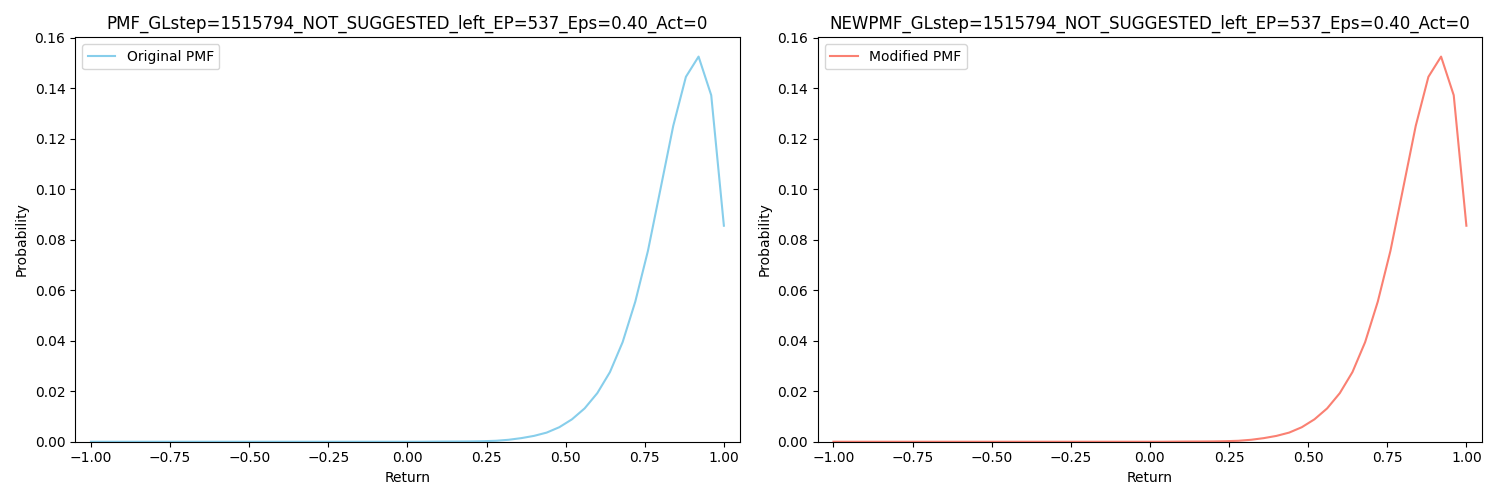 PMF_GLstep=1515794_NOT_SUGGESTED_left_EP=537_Eps=0.40_Act=0
Original PMF
Probability
0.16
0.14
0.12
0.10
0.08
0.06
0.04
0.02
0.00
−1.00 −0.75 −0.50 −0.25 0.00 0.25 0.50 0.75 1.00
Return
NEWPMF_GLstep=1515794_NOT_SUGGESTED_left_EP=537_Eps=0.40_Act=0
Modified PMF
Probability
0.16
0.14
0.12
0.10
0.08
0.06
0.04
0.02
0.00
−1.00 −0.75 −0.50 −0.25 0.00 0.25 0.50 0.75 1.00
Return